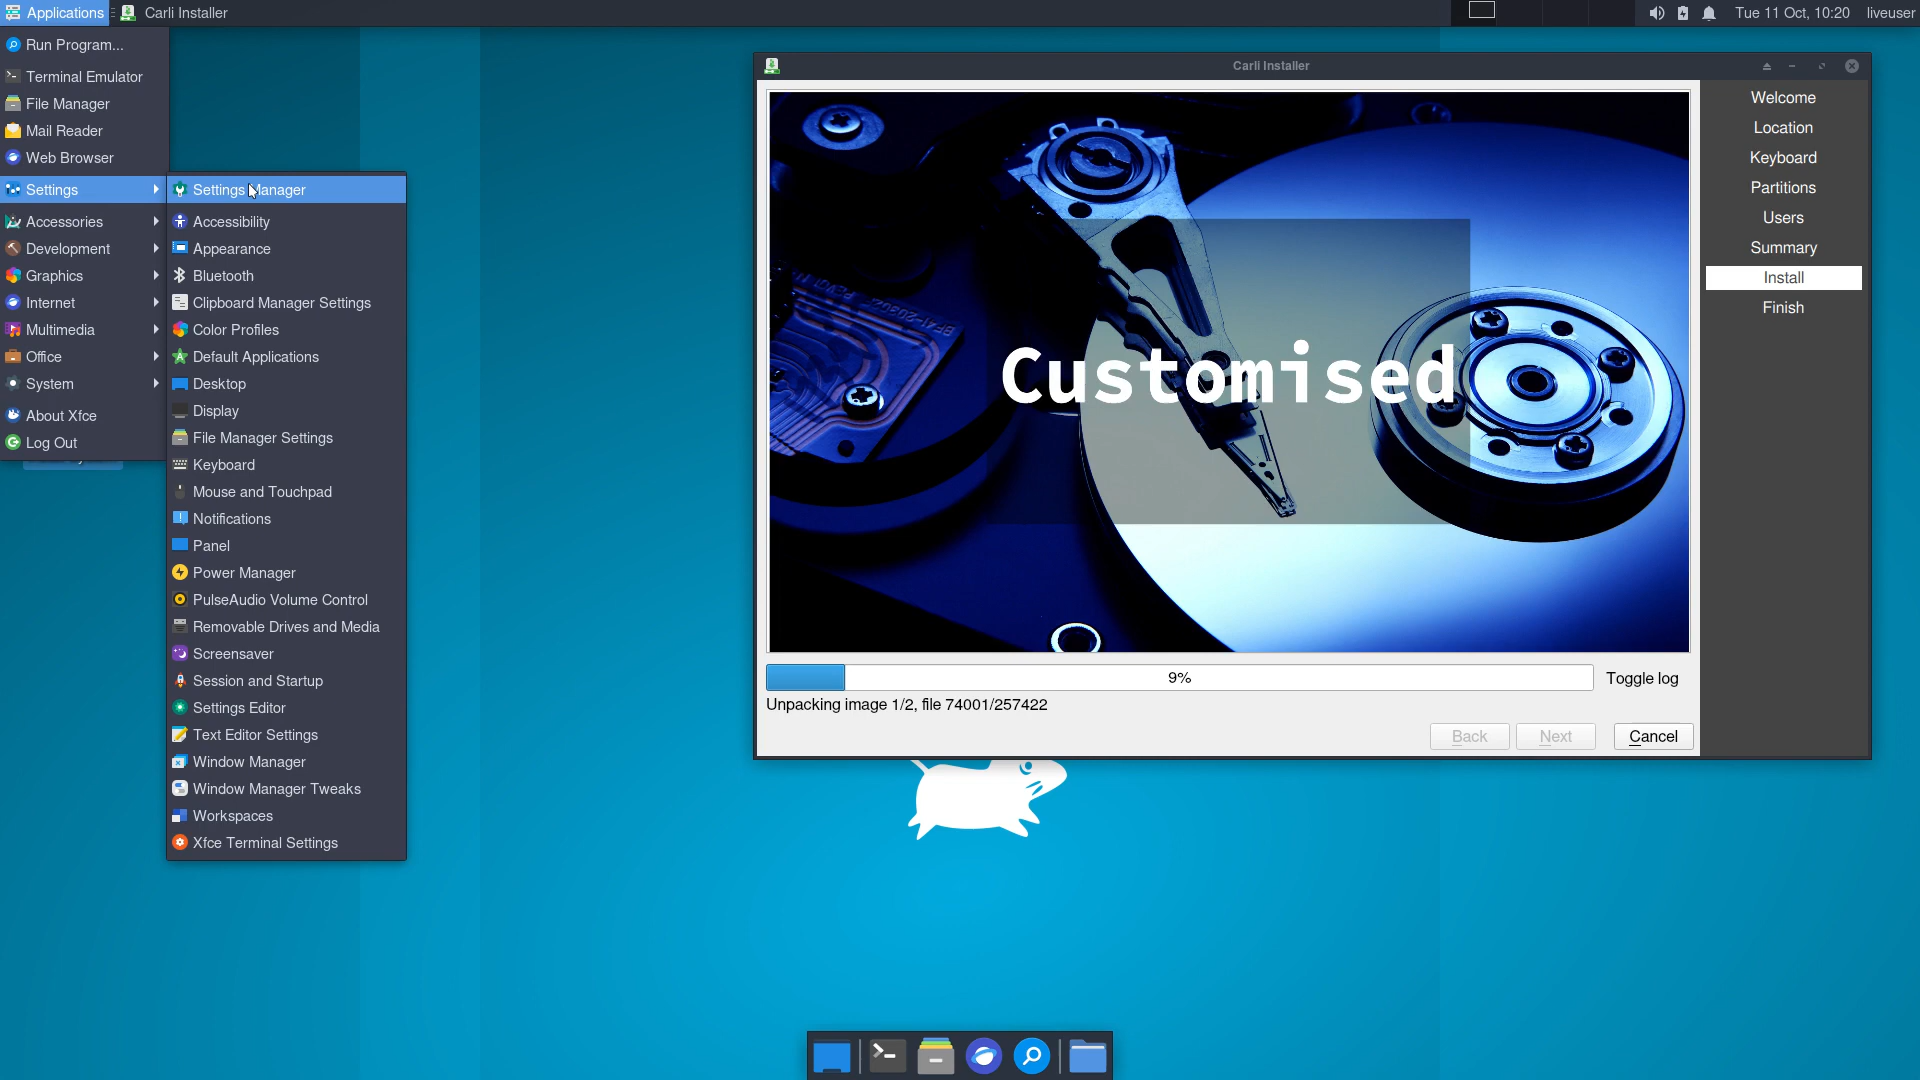 Applications
Carli Installer
Tue 11 Oct, 10:20
liveuser
Run Program...
Terminal Emulator
File Manager
Mail Reader
Web Browser
Settings
Accessories
Development
Graphics
Internet
Multimedia
Office
System
About Xfce
Log Out
Settings Manager
Accessibility
Appearance
Bluetooth
Clipboard Manager Settings
Color Profiles
Default Applications
Desktop
Display
File Manager Settings
Keyboard
Mouse and Touchpad
Notifications
Panel
Power Manager
PulseAudio Volume Control
Removable Drives and Media
Screensaver
Session and Startup
Settings Editor
Text Editor Settings
Window Manager
Window Manager Tweaks
Workspaces
Xfce Terminal Settings
Carli Installer
Customised
9%
Toggle log
Unpacking image 1/2, file 74001/257422
Back
Next
Cancel
Welcome
Location
Keyboard
Partitions
Users
Summary
Install
Finish